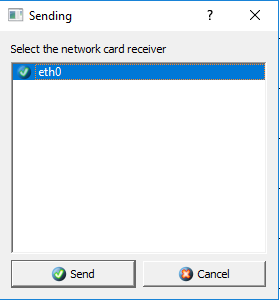 Sending
?
Select the network card receiver
eth0
Send
Cancel